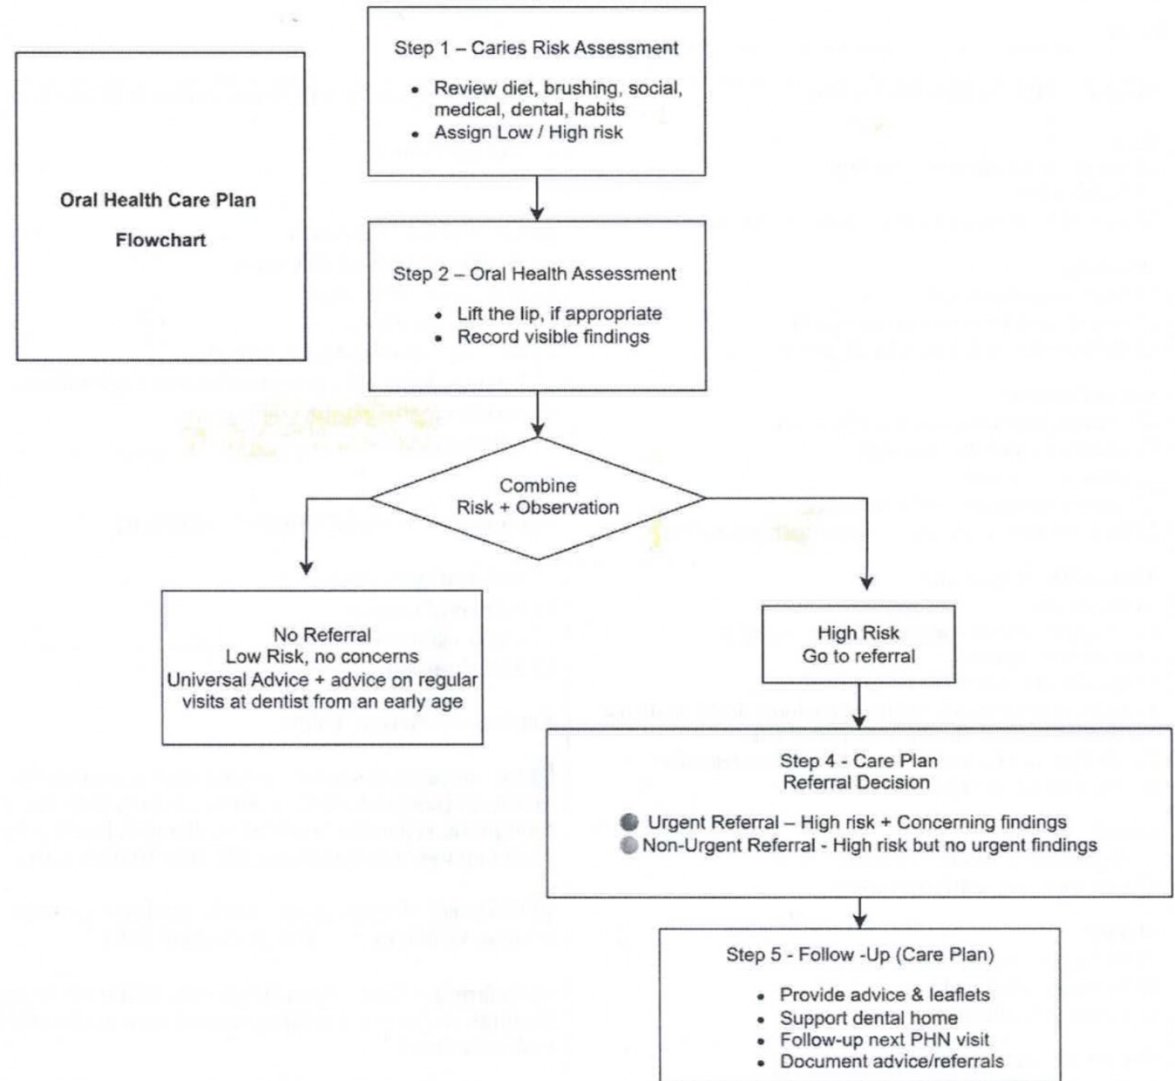 Oral Health Care Plan
Flowchart
Step 1 – Caries Risk Assessment
• Review diet, brushing, social,
medical, dental, habits
• Assign Low / High risk
Step 2 – Oral Health Assessment
• Lift the lip, if appropriate
• Record visible findings
Combine
Risk + Observation
No Referral
Low Risk, no concerns
Universal Advice + advice on regular
visits at dentist from an early age
High Risk
Go to referral
Step 4 - Care Plan
Referral Decision
Urgent Referral – High risk + Concerning findings
Non-Urgent Referral - High risk but no urgent findings
Step 5 - Follow -Up (Care Plan)
• Provide advice & leaflets
• Support dental home
• Follow-up next PHN visit
• Document advice/referrals